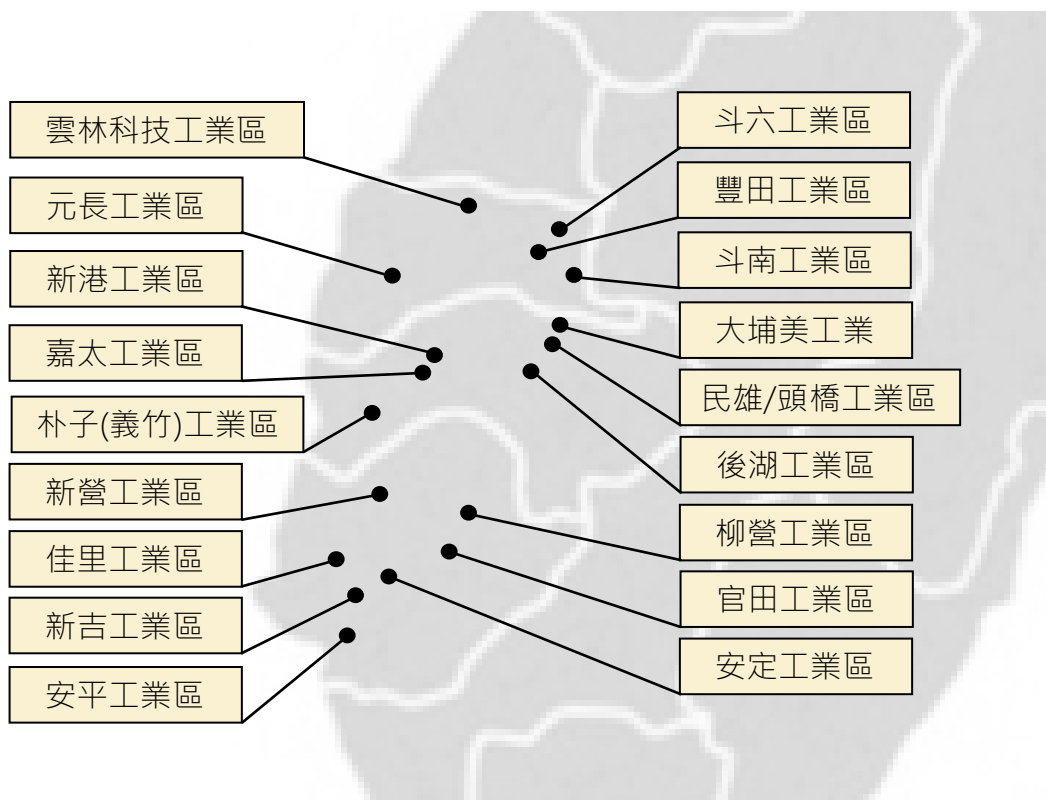 雲林科技工業區
元長工業區
新港工業區
嘉太工業區
朴子(義竹)工業區
新營工業區
佳里工業區
新吉工業區
安平工業區
斗六工業區
豐田工業區
斗南工業區
大埔美工業
民雄/頭橋工業區
後湖工業區
柳營工業區
官田工業區
安定工業區